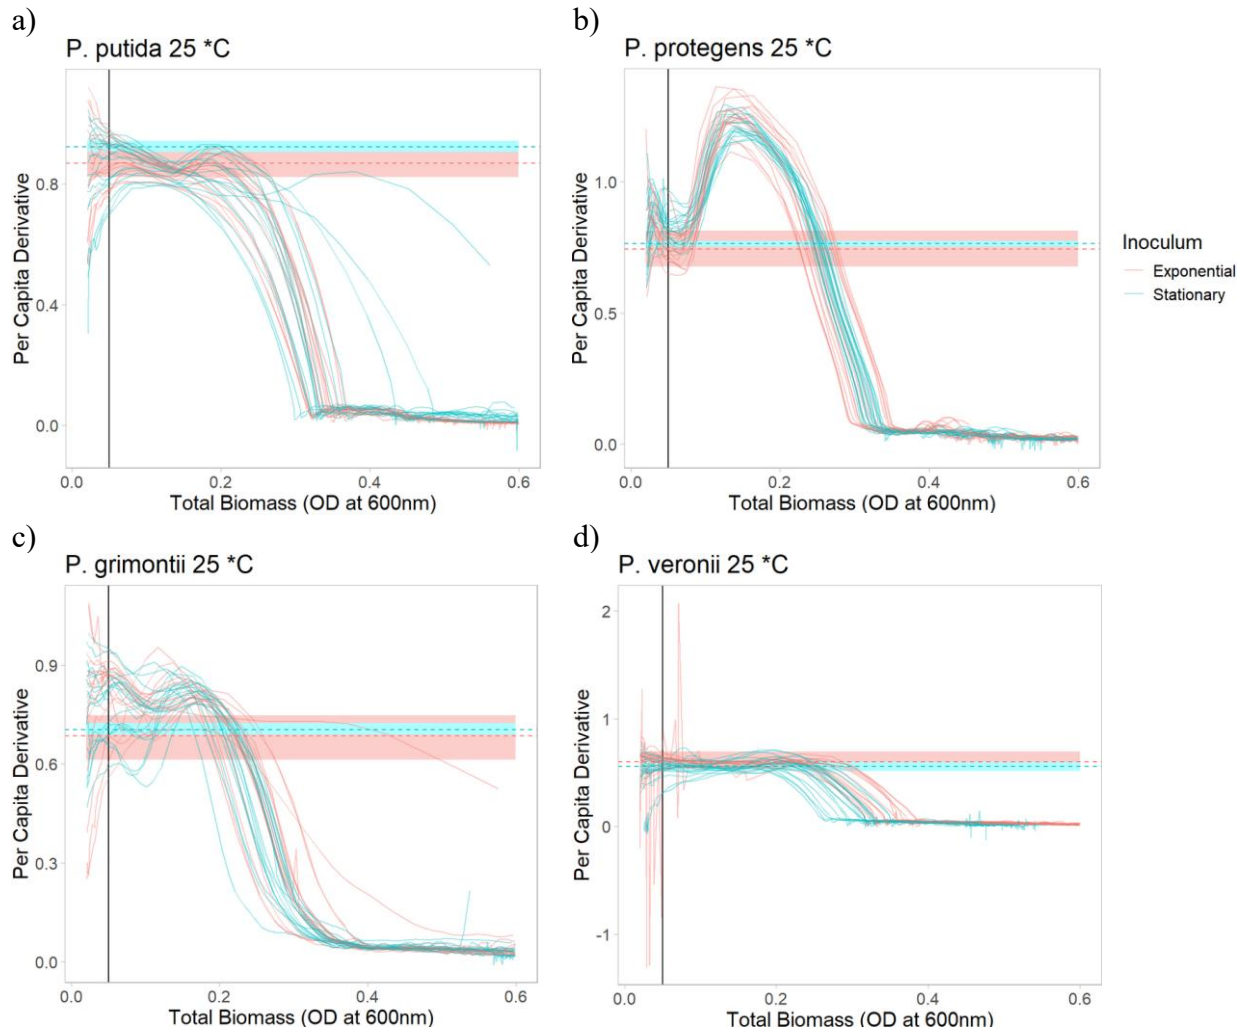 a)
P. putida 25 *C
Per Capita Derivative
0.8
0.4
0.0
0.0 0.2 0.4 0.6
Total Biomass (OD at 600nm)
b)
P. protegens 25 *C
Per Capita Derivative
1.0
0.5
0.0
0.0 0.2 0.4 0.6
Total Biomass (OD at 600nm)
Inoculum
Exponential
Stationary
c)
P. grimontii 25 *C
Per Capita Derivative
0.9
0.6
0.3
0.0
0.0 0.2 0.4 0.6
Total Biomass (OD at 600nm)
d)
P. veronii 25 *C
Per Capita Derivative
2
1
0
-1
0.0 0.2 0.4 0.6
Total Biomass (OD at 600nm)